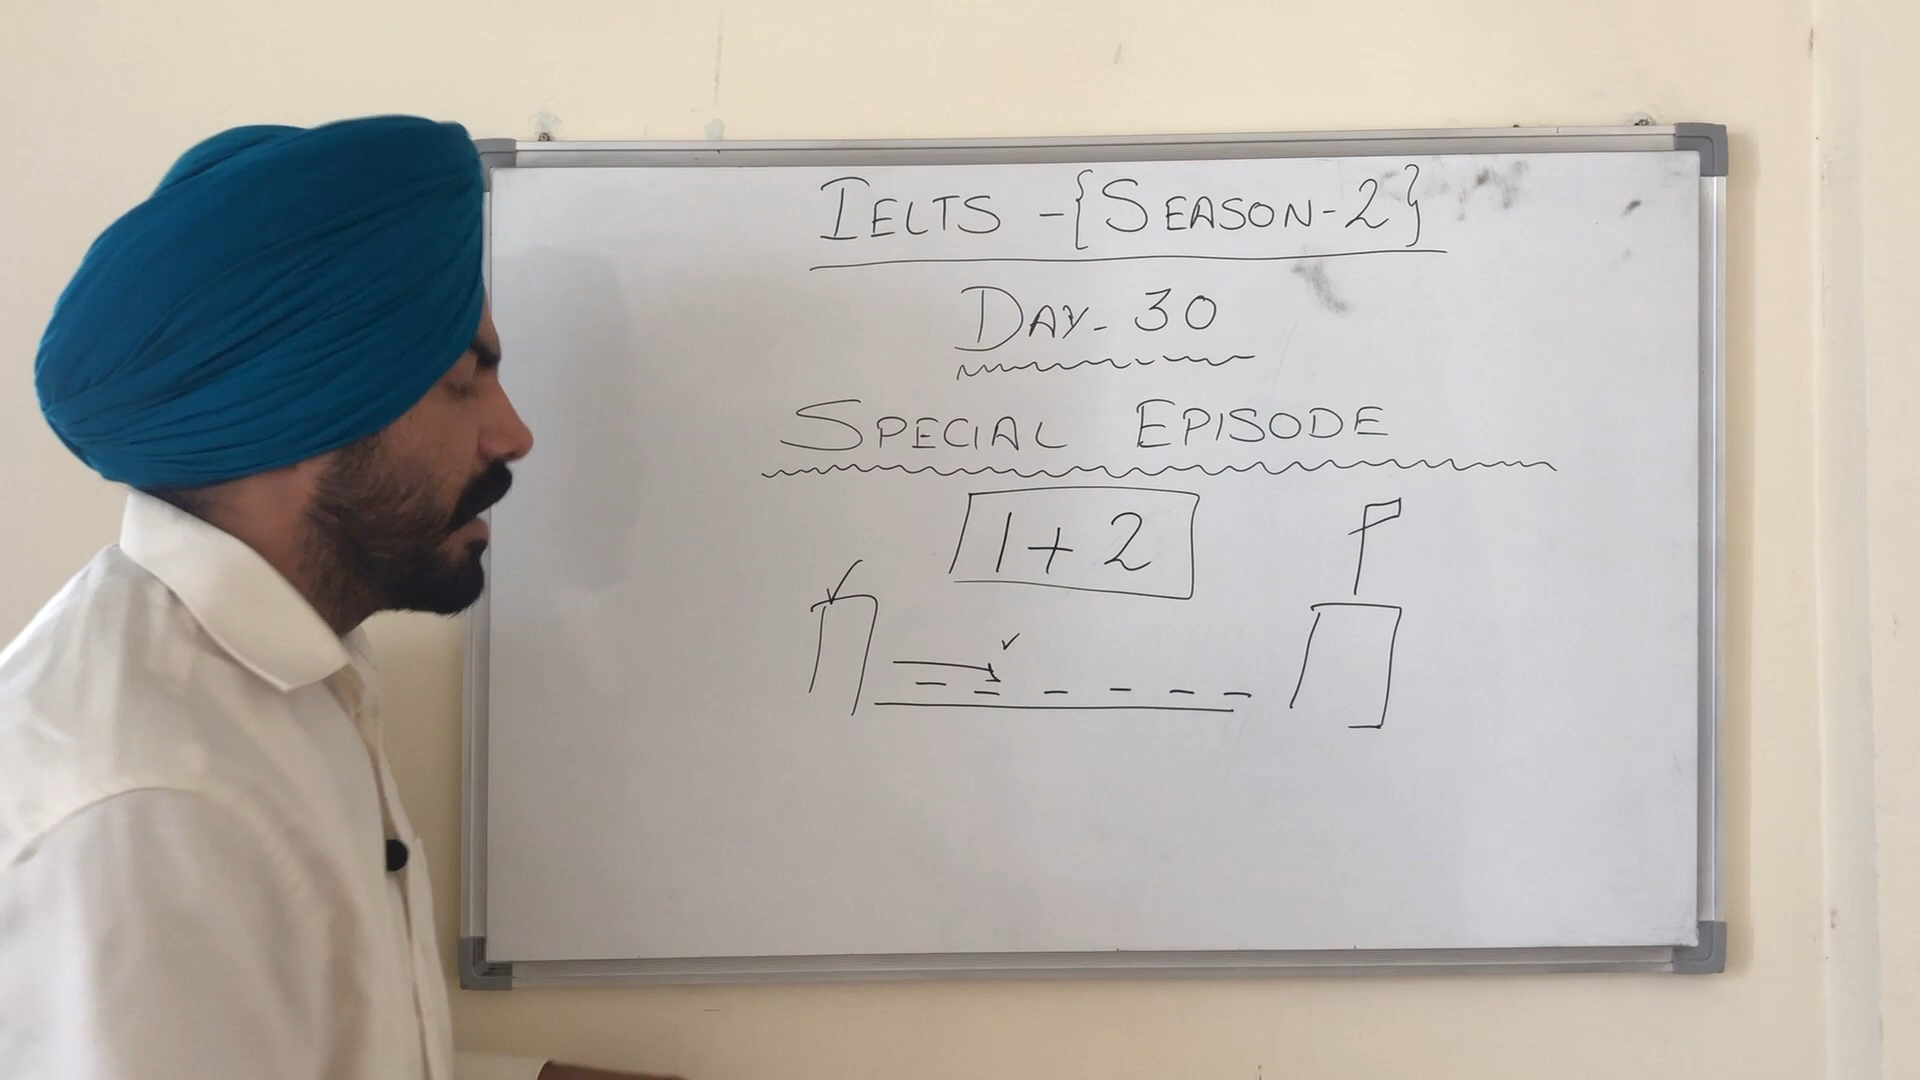 IELTS -{SEASON-2}
DAY- 30
SPECIAL EPISODE
1+2